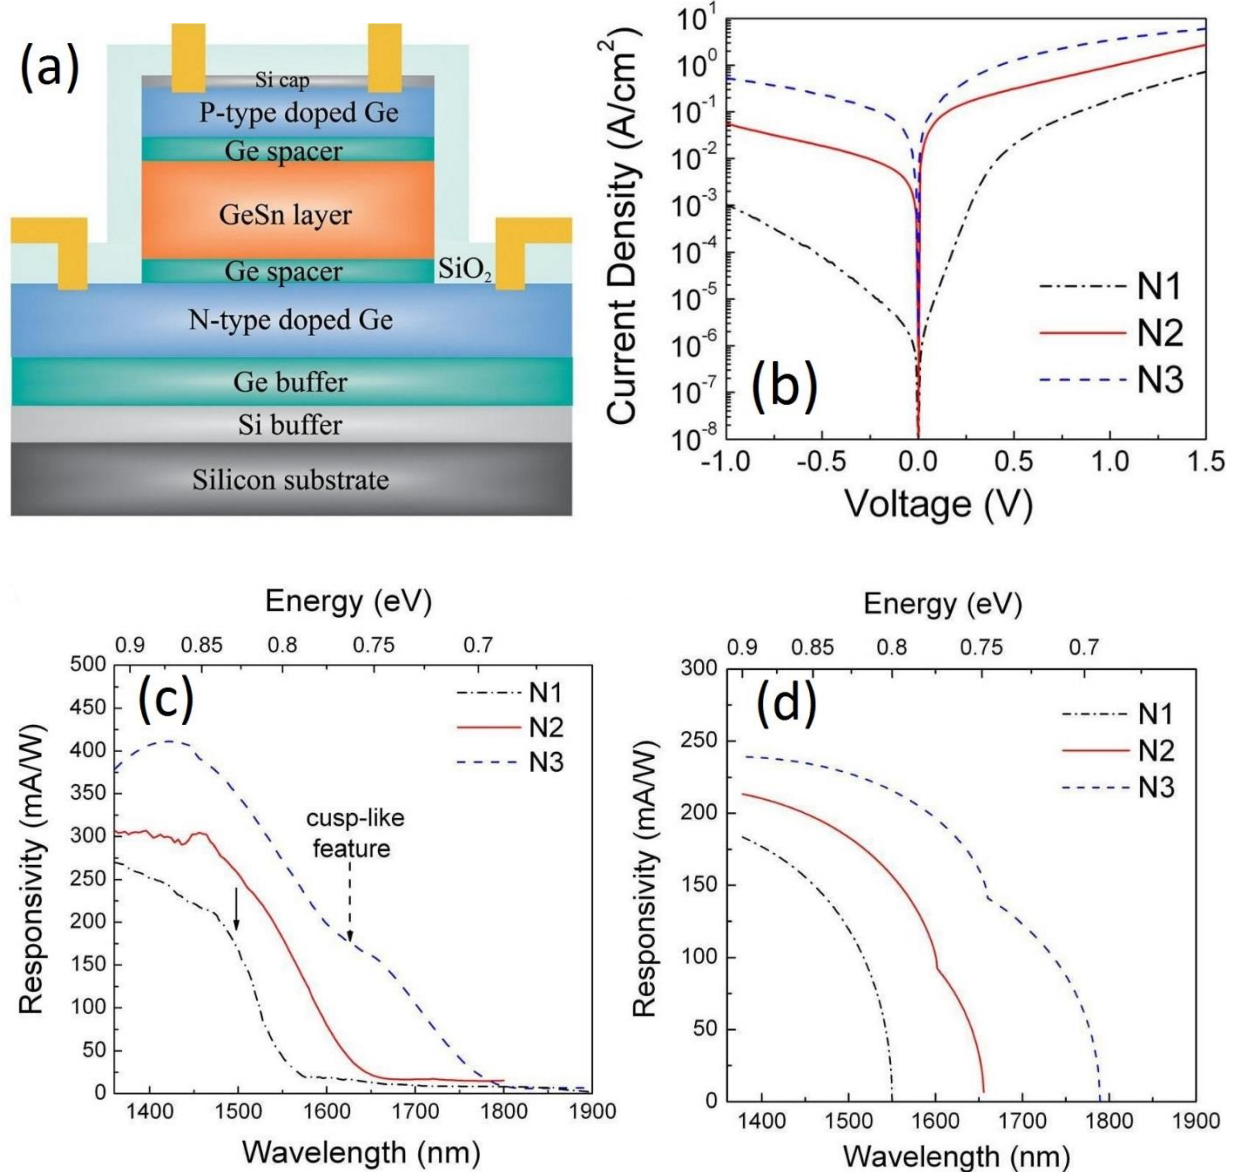 (a)
Si cap
P-type doped Ge
Ge spacer
GeSn layer
Ge spacer
SiO2
N-type doped Ge
Ge buffer
Si buffer
Silicon substrate
Current Density (A/cm²)
10¹
10⁰
10⁻¹
10⁻²
10⁻³
10⁻⁴
10⁻⁵
10⁻⁶
10⁻⁷
10⁻⁸
N1
N2
N3
(b)
-1.0 -0.5 0.0 0.5 1.0 1.5
Voltage (V)
Energy (eV)
0.9 0.85 0.8 0.75 0.7
Responsivity (mA/W)
500
450
400
350
300
250
200
150
100
50
0
(c)
N1
N2
N3
cusp-like
feature
1400 1500 1600 1700 1800 1900
Wavelength (nm)
Energy (eV)
0.9 0.85 0.8 0.75 0.7
Responsivity (mA/W)
300
250
200
150
100
50
0
(d)
N1
N2
N3
1400 1500 1600 1700 1800 1900
Wavelength (nm)